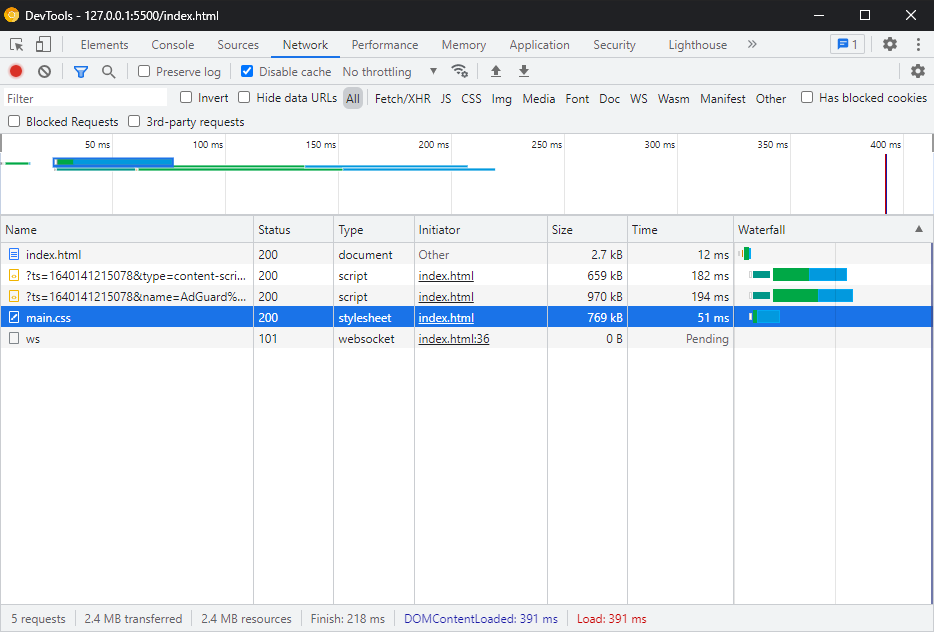 DevTools - 127.0.0.1:5500/index.html
Elements Console Sources Network Performance Memory Application Security Lighthouse » 1
Preserve log Disable cache No throttling
Filter Invert Hide data URLs All Fetch/XHR JS CSS Img Media Font Doc WS Wasm Manifest Other Has blocked cookies
Blocked Requests 3rd-party requests
50 ms 100 ms 150 ms 200 ms 250 ms 300 ms 350 ms 400 ms
Name Status Type Initiator Size Time Waterfall
index.html 200 document Other 2.7 kB 12 ms
?ts=1640141215078&type=content-scri... 200 script index.html 659 kB 182 ms
?ts=1640141215078&name=AdGuard%... 200 script index.html 970 kB 194 ms
main.css 200 stylesheet index.html 769 kB 51 ms
ws 101 websocket index.html:36 0 B Pending
5 requests 2.4 MB transferred 2.4 MB resources Finish: 218 ms DOMContentLoaded: 391 ms Load: 391 ms